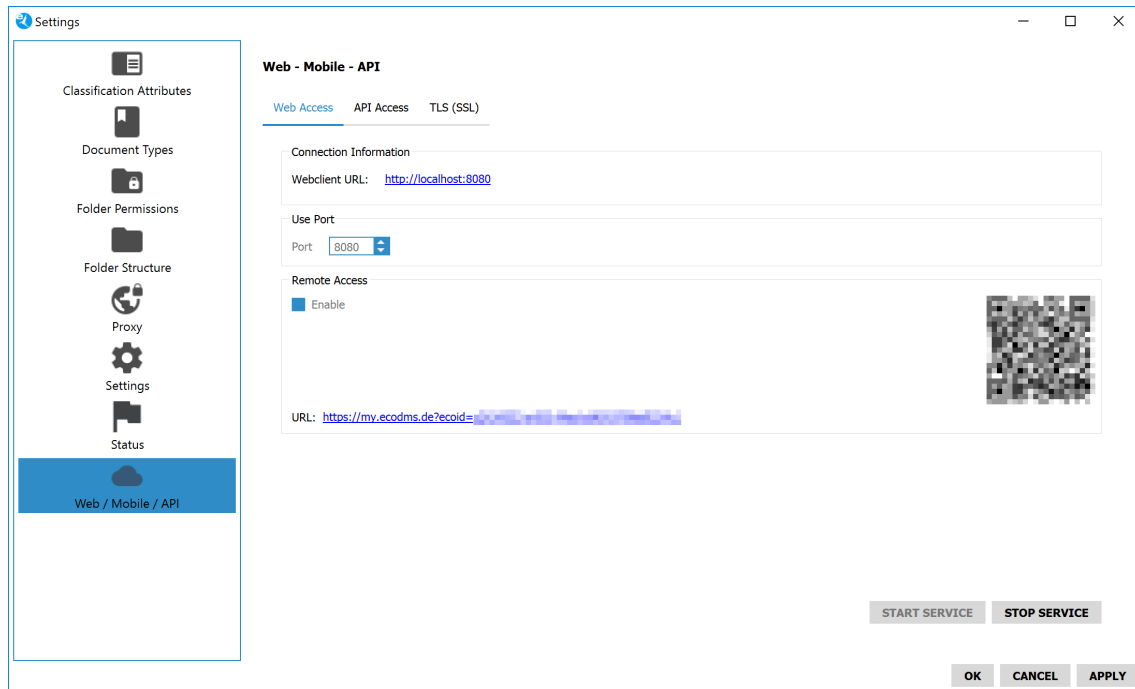 Settings
Classification Attributes
Document Types
Folder Permissions
Folder Structure
Proxy
Settings
Status
Web / Mobile / API
Web - Mobile - API
Web Access API Access TLS (SSL)
Connection Information
Webclient URL: http://localhost:8080
Use Port
Port 8080
Remote Access
Enable
URL: https://my.ecodms.de?ecoid=
START SERVICE STOP SERVICE
OK CANCEL APPLY